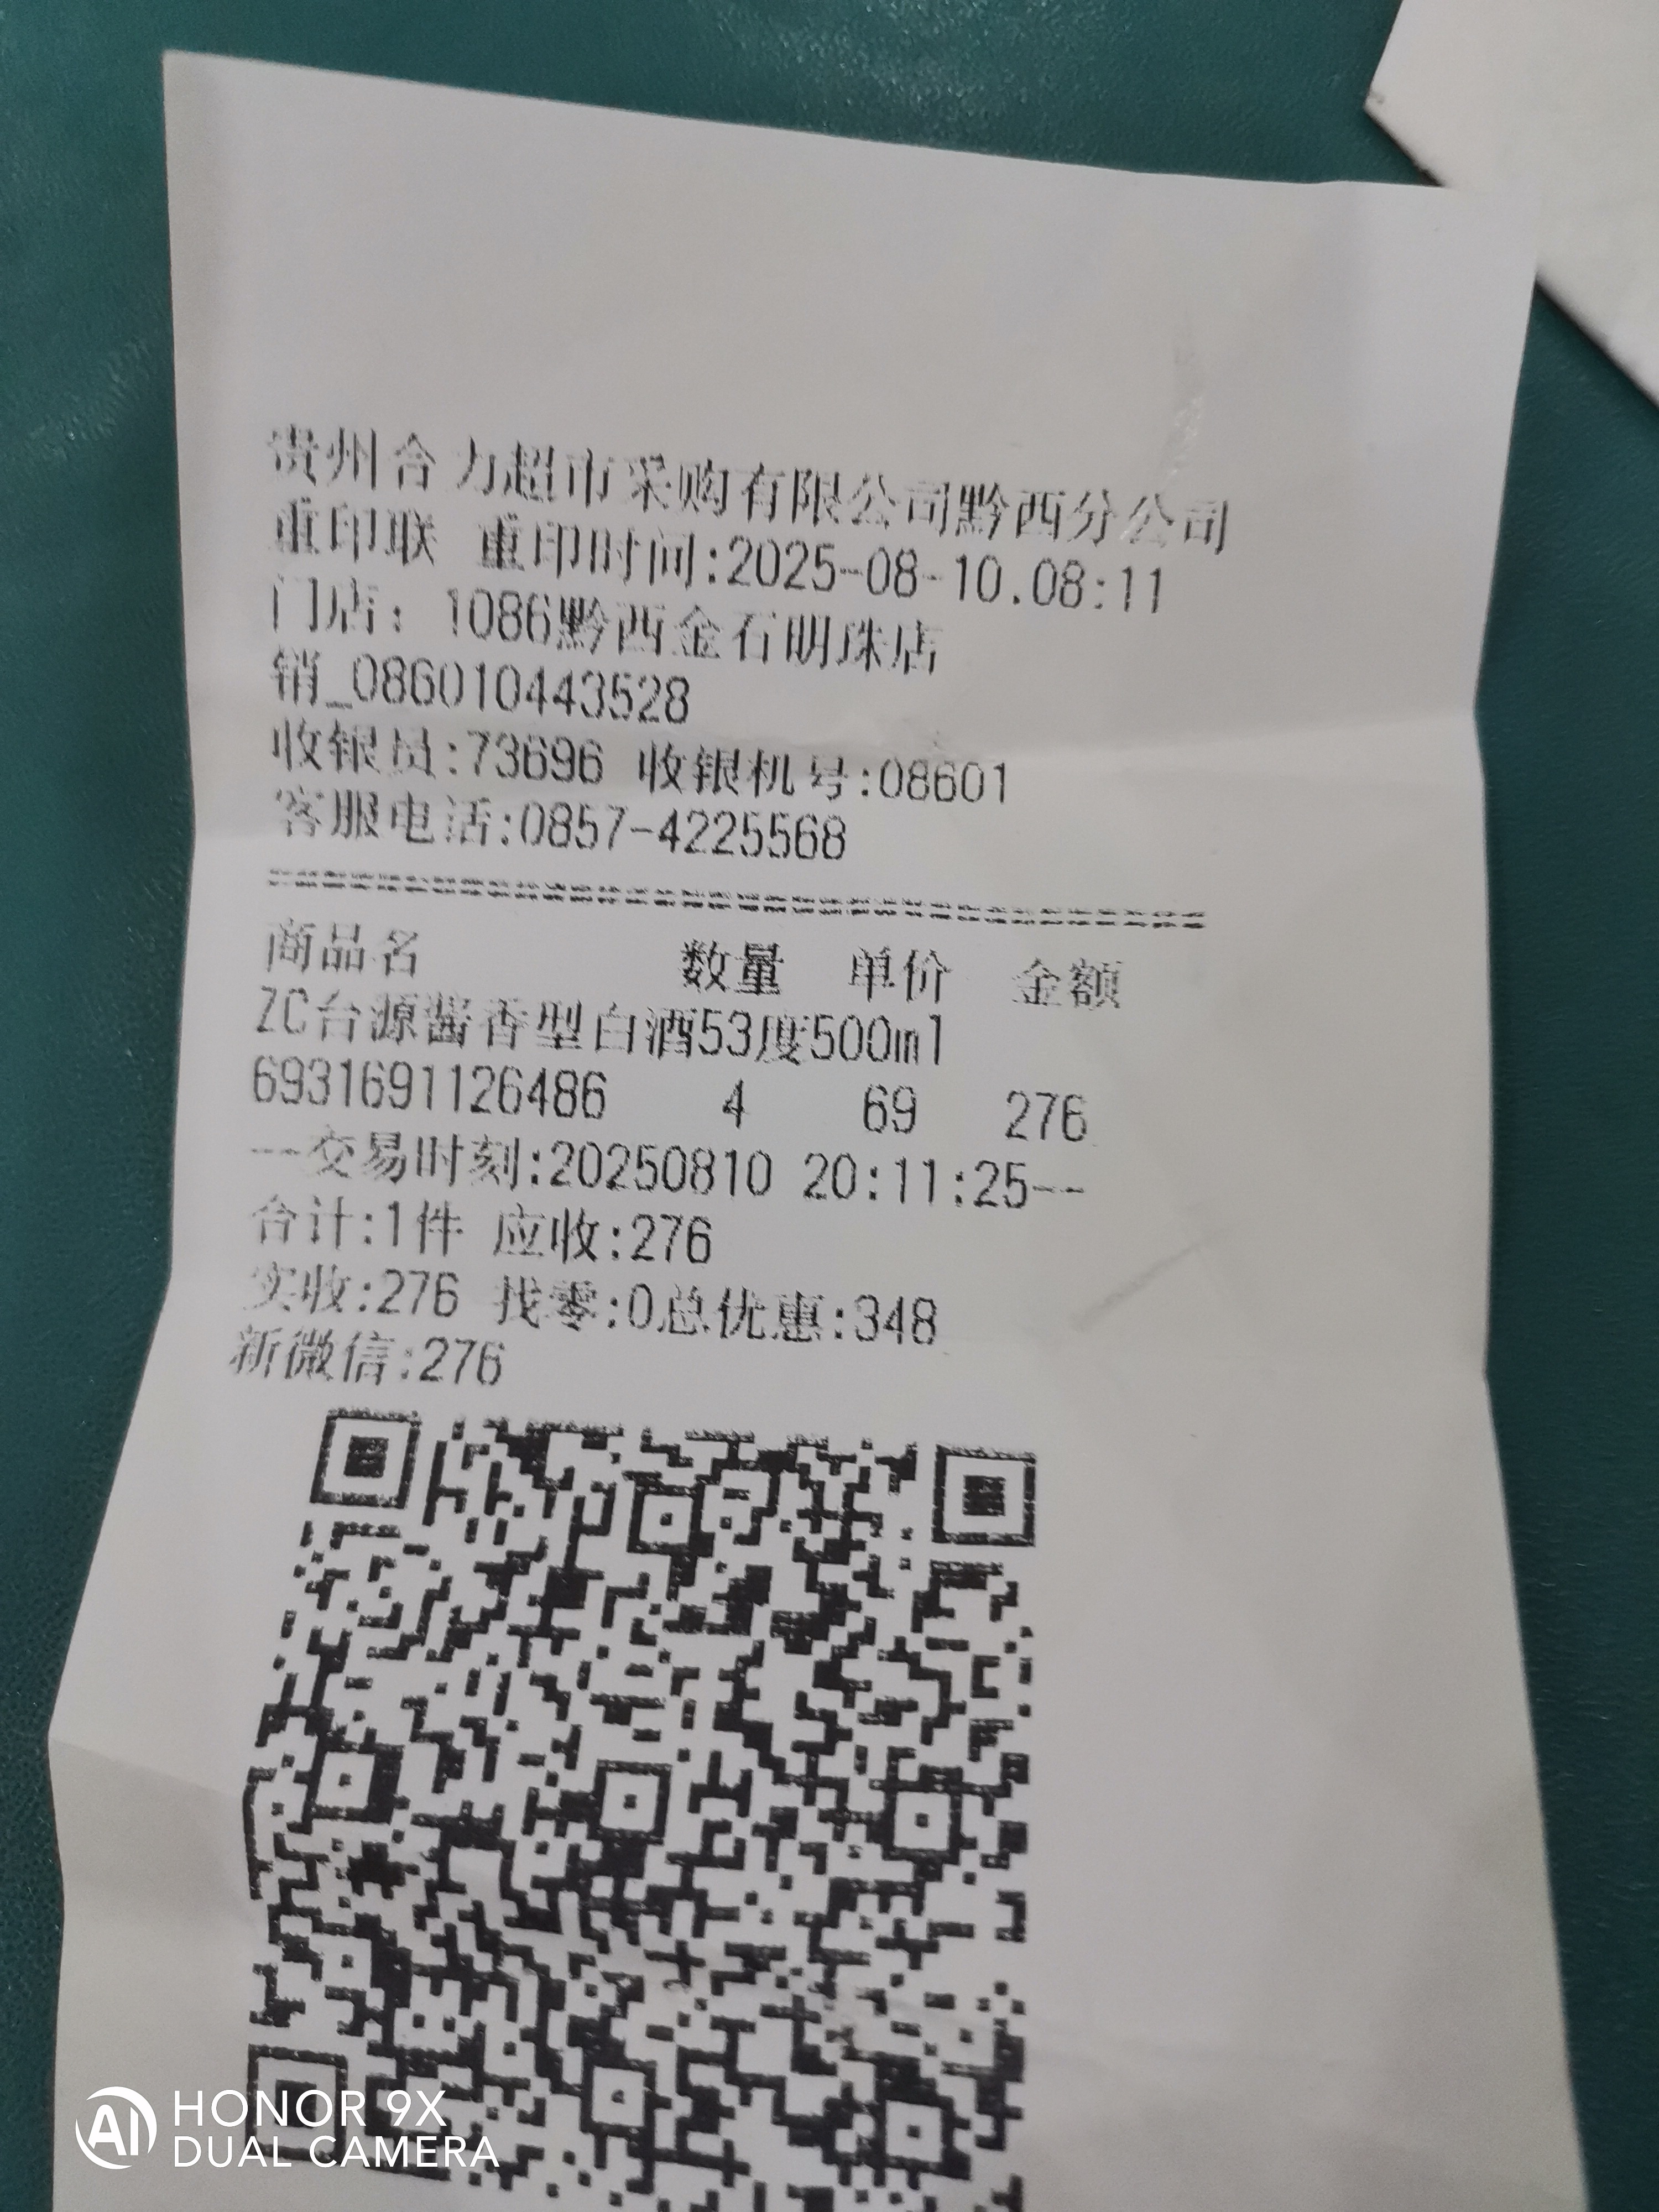 贵州合力超市采购有限公司黔西分公司
重印联 重印时间:2025-08-10.08:11
门店: 1086黔西金石明珠店
销_086010443528
收银员:73696 收银机号:08601
客服电话:0857-4225568
商品名 数量 单价 金额
ZC台源酱香型白酒53度500ml
6931691126486 4 69 276
--交易时刻:20250810 20:11:25--
合计:1件 应收:276
实收:276 找零:0总优惠:348
新微信:276
AI HONOR 9X
DUAL CAMERA